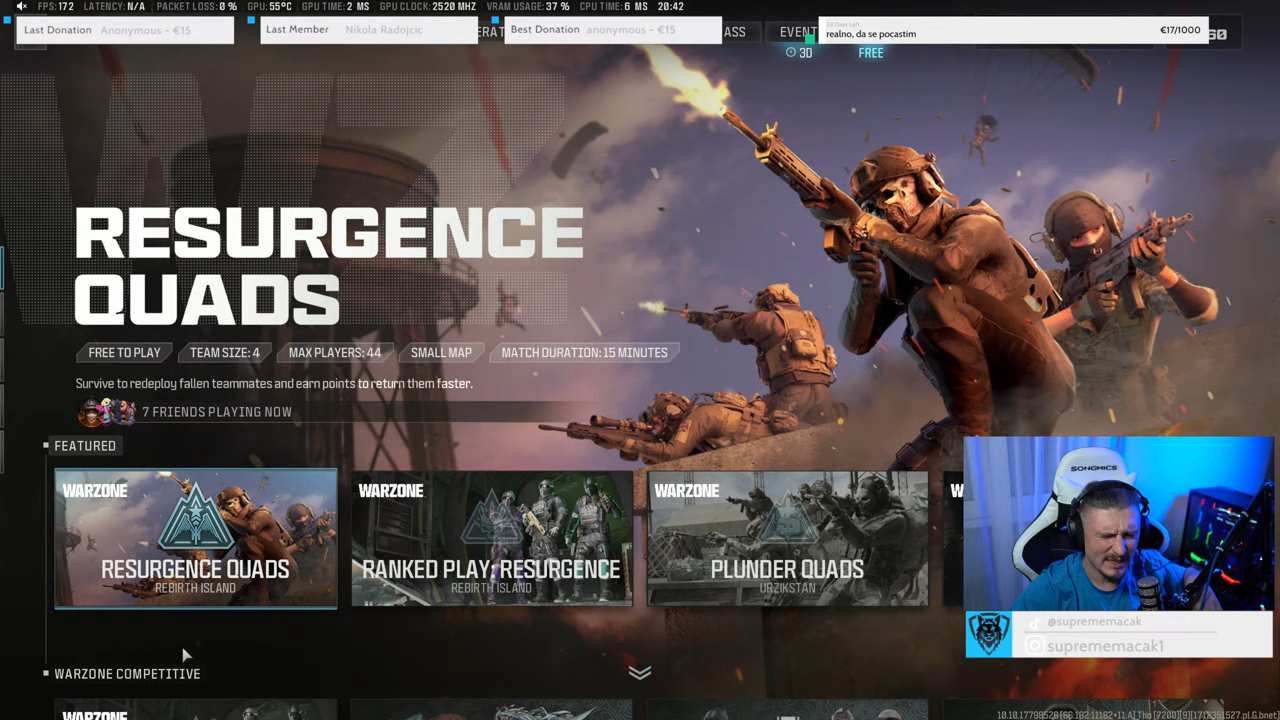 FPS: 172 LATENCY: N/A PACKET LOSS: 0 % GPU: 55°C GPU TIME: 2 MS GPU CLOCK: 2520 MHZ VRAM USAGE: 37 % CPU TIME: 6 MS 20:42
Last Donation Anonymous - €15
Last Member Nikola Radojcic
Best Donation anonymous - €15
ASS
EVENT
24 Days Left
realno, da se pocastim
€17/1000
3D
FREE
RESURGENCE
QUADS
FREE TO PLAY
TEAM SIZE: 4
MAX PLAYERS: 44
SMALL MAP
MATCH DURATION: 15 MINUTES
Survive to redeploy fallen teammates and earn points to return them faster.
7 FRIENDS PLAYING NOW
FEATURED
WARZONE
RESURGENCE QUADS
REBIRTH ISLAND
WARZONE
RANKED PLAY: RESURGENCE
REBIRTH ISLAND
WARZONE
PLUNDER QUADS
URZIKSTAN
W
SONGMICS
@suprememacak
suprememacak1
WARZONE COMPETITIVE
WARZONE